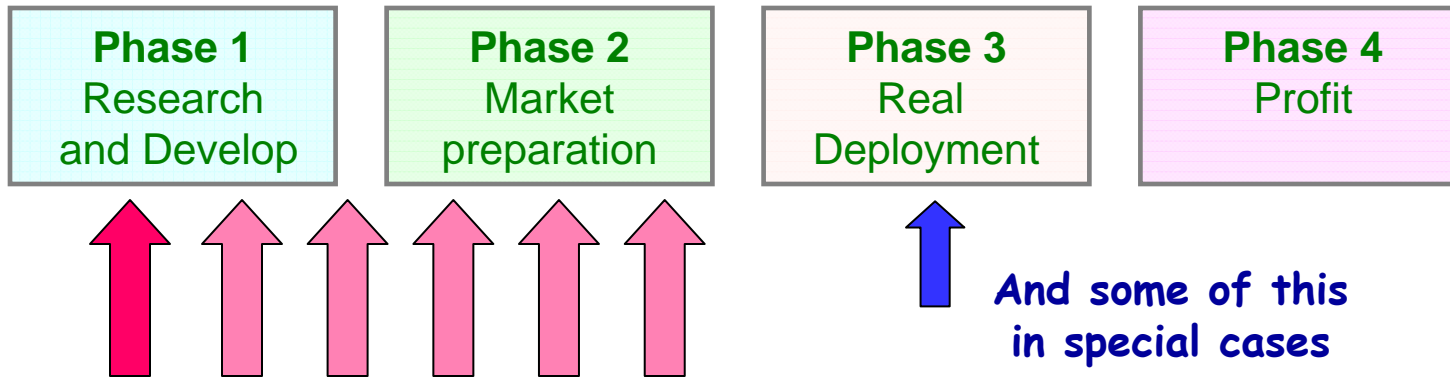 Phase 1
Research
and Develop
Phase 2
Market
preparation
Phase 3
Real
Deployment
Phase 4
Profit
And some of this
in special cases